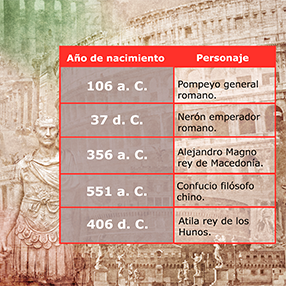 Año de nacimiento Personaje
106 a. C. Pompeyo general
romano.
37 d. C. Nerón emperador
romano.
356 a. C. Alejandro Magno
rey de Macedonía.
551 a. C. Confucio filósofo
chino.
406 d. C. Atila rey de los
Hunos.